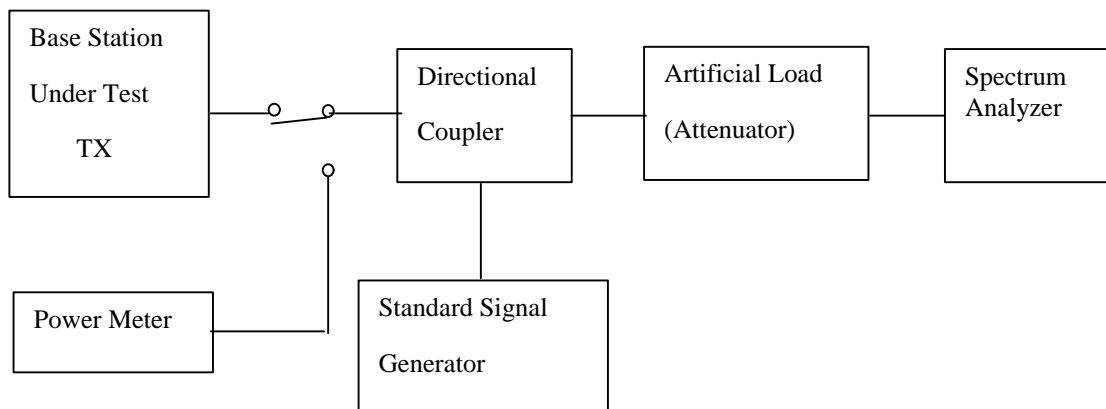 Base Station
Under Test
TX
Directional
Coupler
Artificial Load
(Attenuator)
Spectrum
Analyzer
Power Meter
Standard Signal
Generator